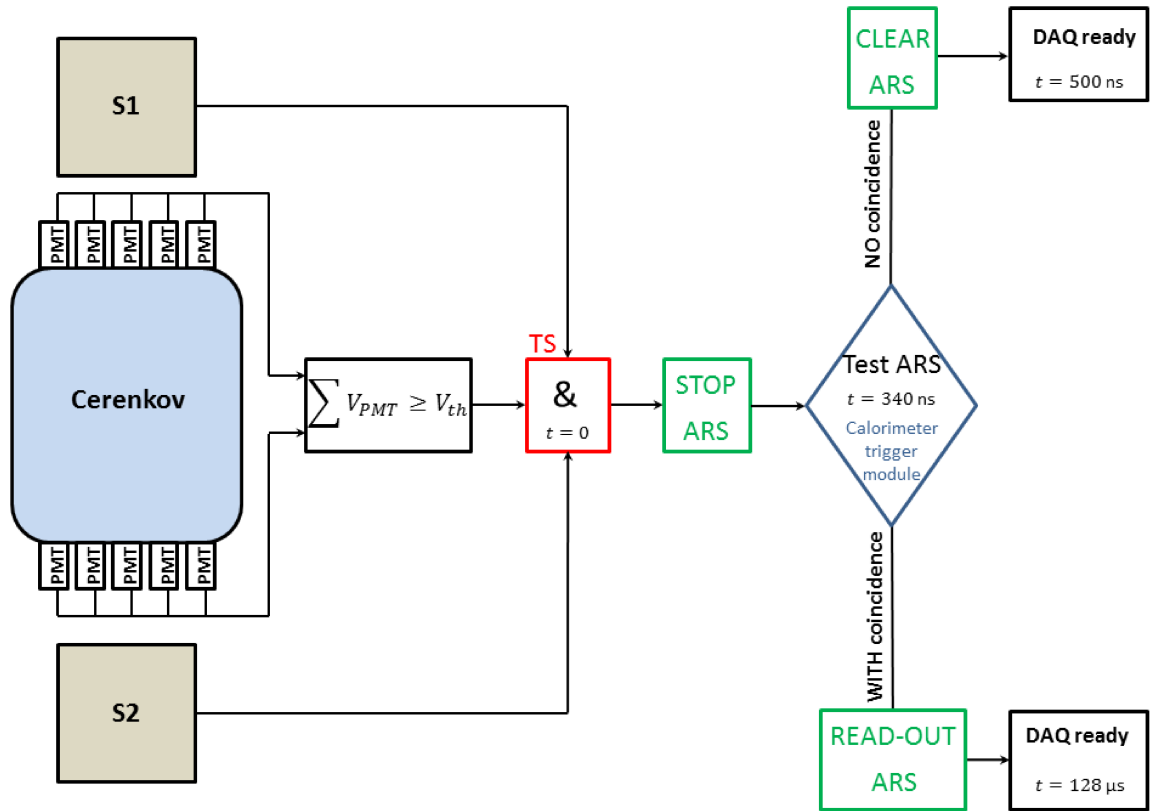 S1
PMT
PMT
PMT
PMT
PMT
Cerenkov
PMT
PMT
PMT
PMT
PMT
S2
∑ V_PMT ≥ V_th
TS
&
t = 0
STOP
ARS
Test ARS
t = 340 ns
Calorimeter
trigger
module
NO coincidence
CLEAR
ARS
DAQ ready
t = 500 ns
WITH coincidence
READ-OUT
ARS
DAQ ready
t = 128 µs